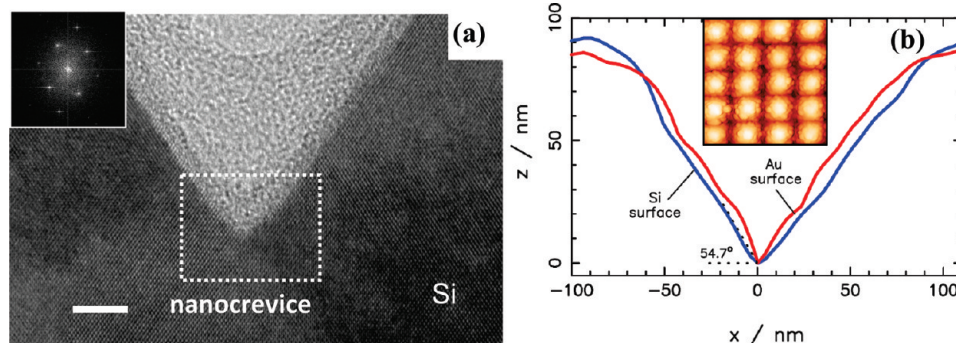 (a)
nanocrevice
Si
(b)
100
50
0
z / nm
Si
surface
Au
surface
54.7°
−100
−50
0
50
100
x / nm